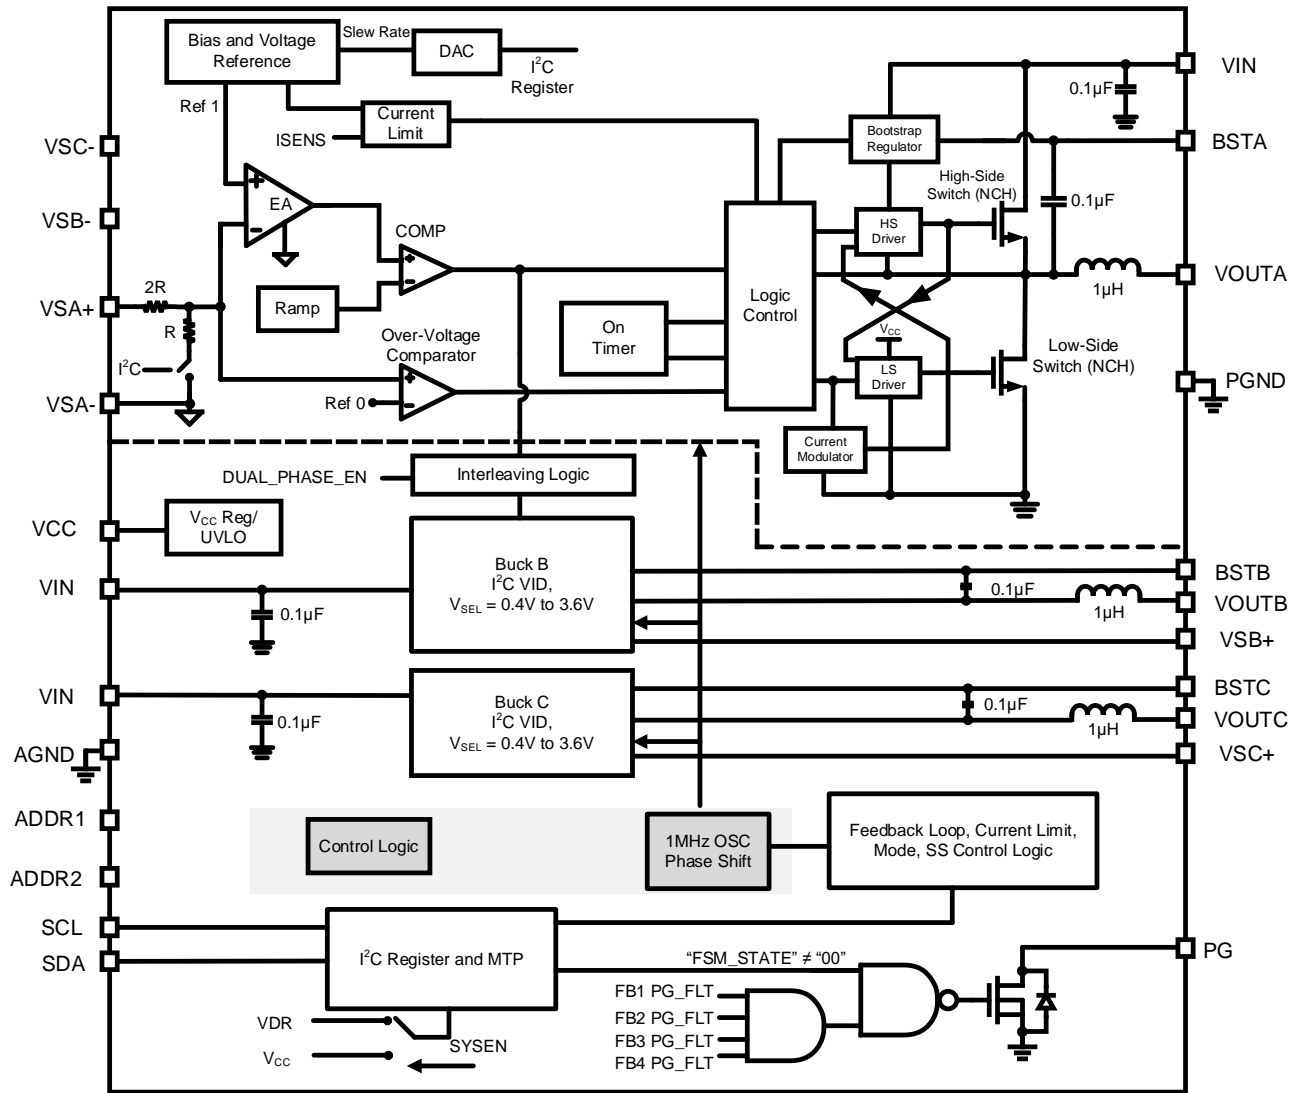 Bias and Voltage
Reference
Slew Rate
DAC
I²C
Register
Ref 1
ISENS
Current
Limit
VIN
0.1µF
Bootstrap
Regulator
BSTA
High-Side
Switch (NCH)
0.1µF
VSC-
VSB-
EA
COMP
HS
Driver
VSA+
2R
R
I²C
VSA-
Ramp
Over-Voltage
Comparator
Ref 0
On
Timer
Logic
Control
VOUTA
1µH
VCC
LS
Driver
Low-Side
Switch (NCH)
PGND
Current
Modulator
DUAL_PHASE_EN
Interleaving Logic
VCC
VCC Reg/
UVLO
VIN
0.1µF
Buck B
I²C VID,
VSEL = 0.4V to 3.6V
BSTB
0.1µF
1µH
VOUTB
VSB+
VIN
0.1µF
Buck C
I²C VID,
VSEL = 0.4V to 3.6V
BSTC
0.1µF
1µH
VOUTC
VSC+
AGND
ADDR1
ADDR2
Control Logic
1MHz OSC
Phase Shift
Feedback Loop, Current Limit,
Mode, SS Control Logic
SCL
SDA
I²C Register and MTP
"FSM_STATE" ≠ "00"
FB1 PG_FLT
FB2 PG_FLT
FB3 PG_FLT
FB4 PG_FLT
PG
VDR
VCC
SYSEN